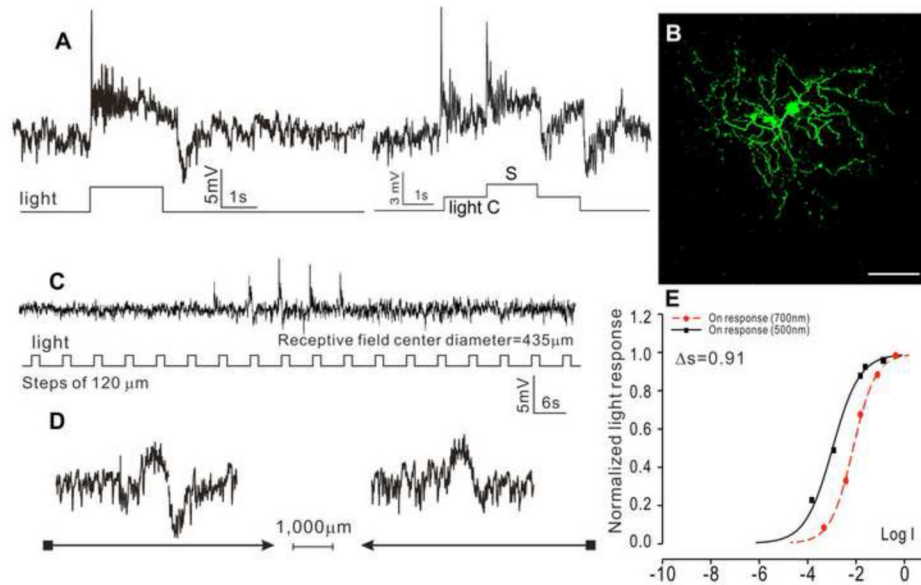 A
B
light
5mV
1s
3 mV
1s
S
light C
C
light
Receptive field center diameter=435μm
Steps of 120 μm
5mV
6s
D
1,000μm
E
On response (700nm)
On response (500nm)
Δs=0.91
Normalized light response
1.2
1.0
0.8
0.6
0.4
0.2
0.0
Log I
-10 -8 -6 -4 -2 0